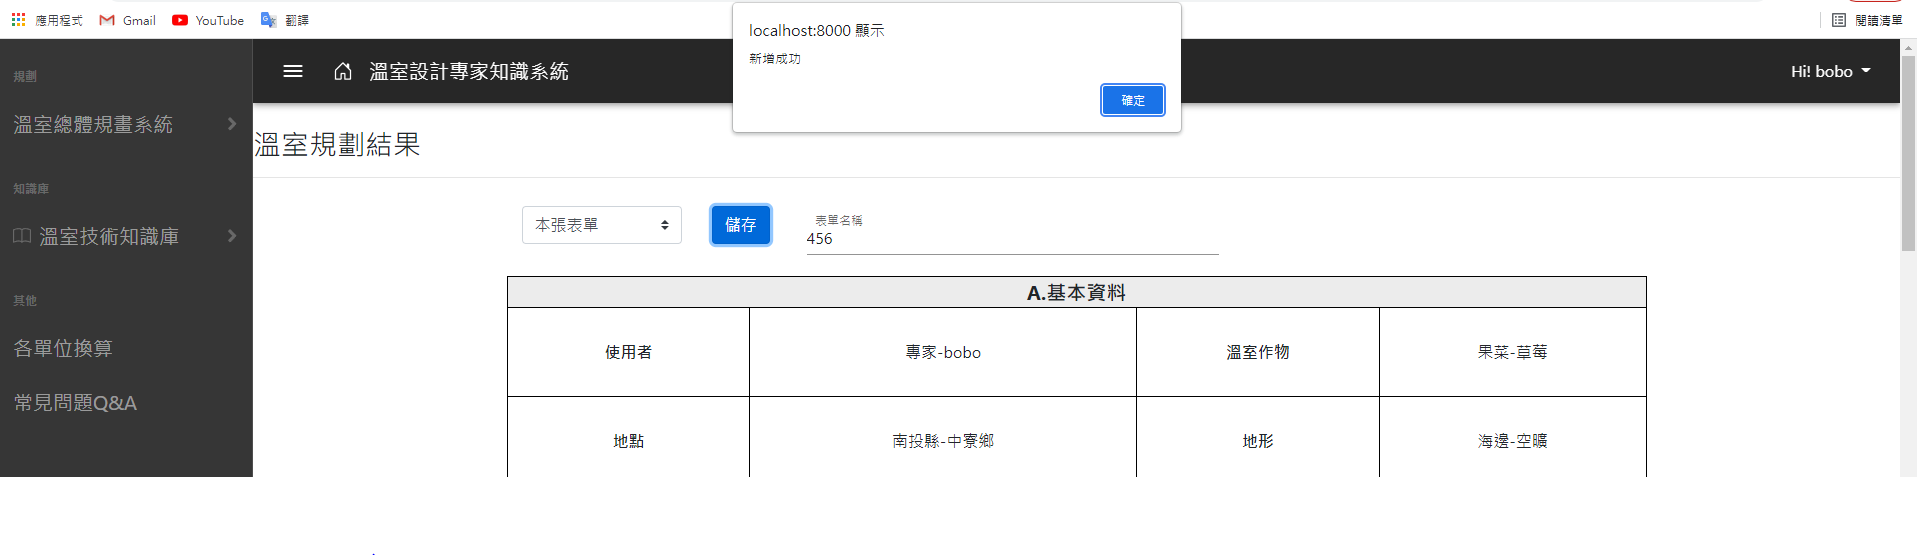 應用程式 Gmail YouTube 翻譯 閱讀清單
localhost:8000 顯示
新增成功
確定
溫室設計專家知識系統
Hi! bobo
規劃
溫室總體規畫系統
知識庫
溫室技術知識庫
其他
各單位換算
常見問題Q&A
溫室規劃結果
本張表單 儲存 表單名稱
456
A.基本資料
使用者 專家-bobo 溫室作物 果菜-草莓
地點 南投縣-中寮鄉 地形 海邊-空曠